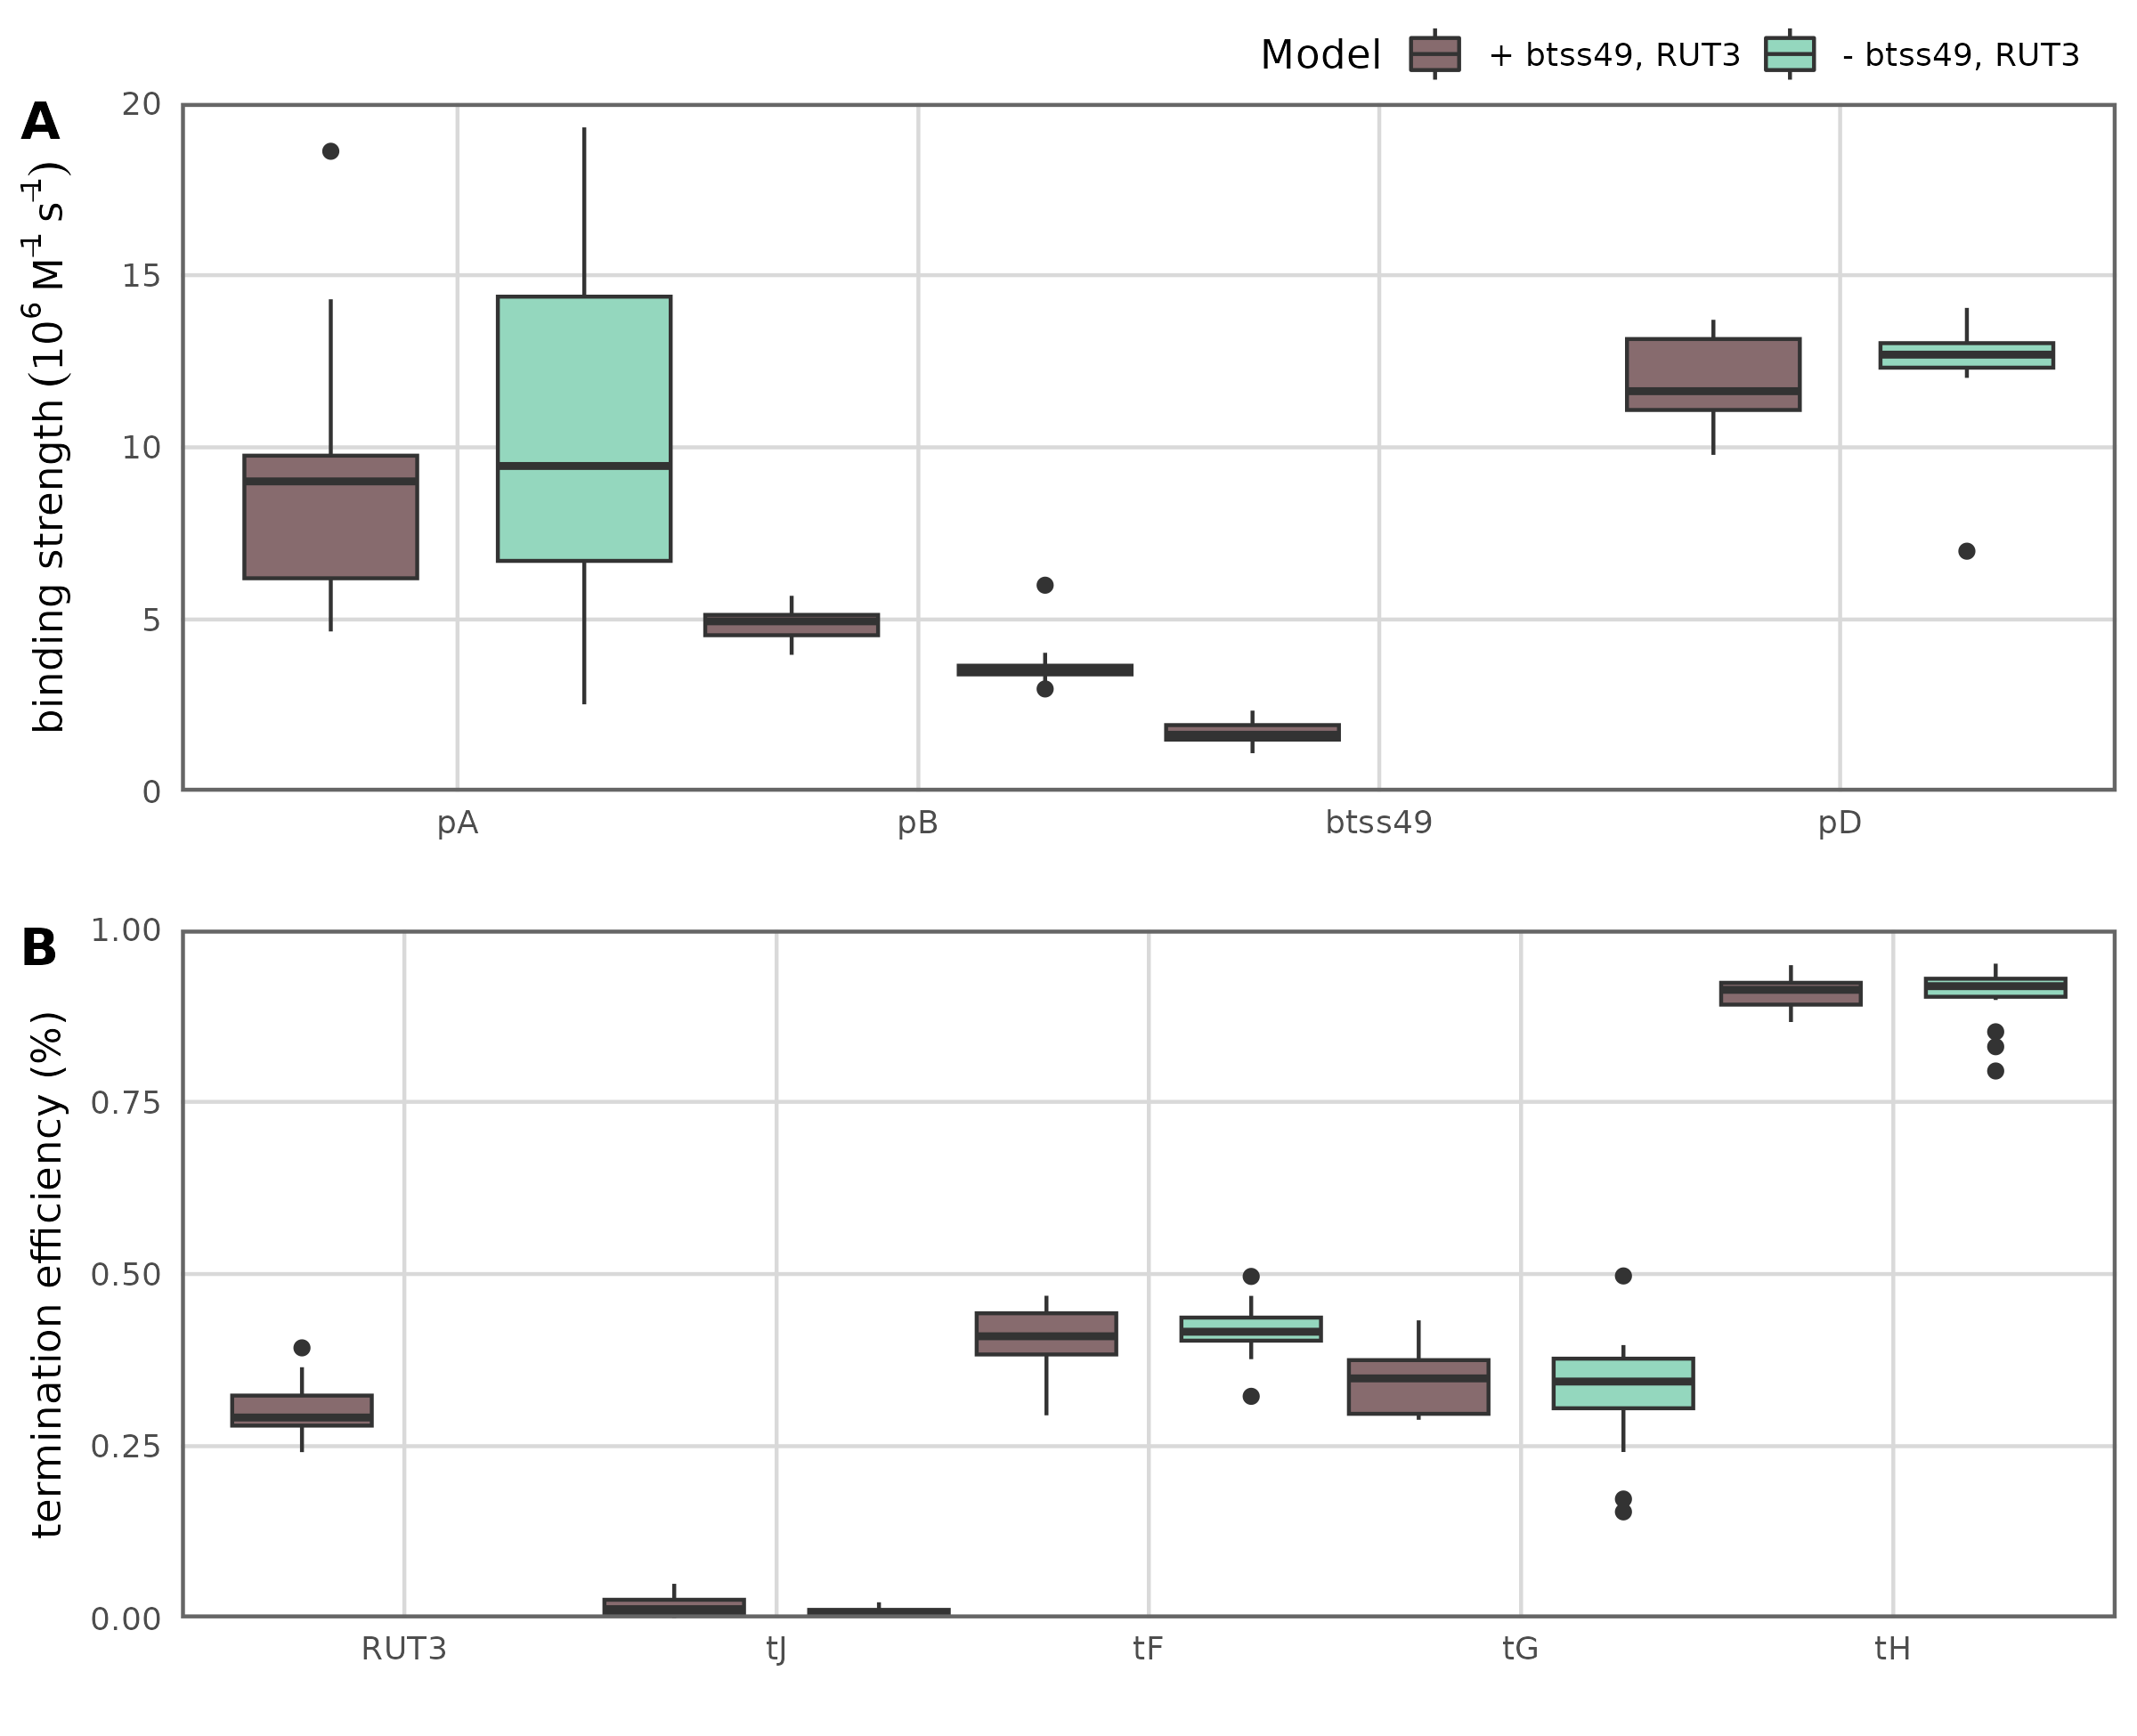 Model + btss49, RUT3 - btss49, RUT3
A
binding strength (10⁶ M⁻¹ s⁻¹)
20
15
10
5
0
pA pB btss49 pD
B
termination efficiency (%)
1.00
0.75
0.50
0.25
0.00
RUT3 tJ tF tG tH